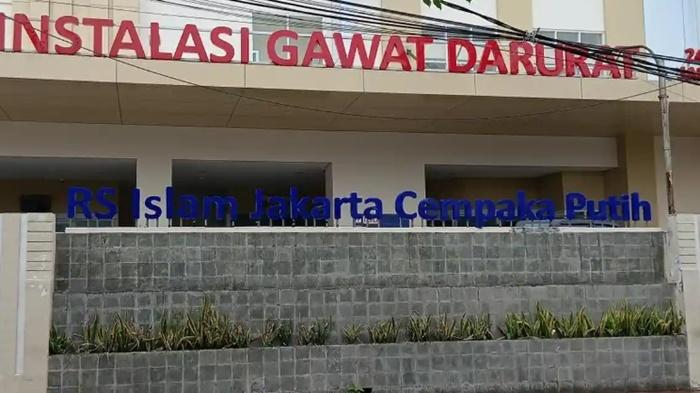 INSTALASI GAWAT DARURAT
RS Islam Jakarta Cempaka Putih